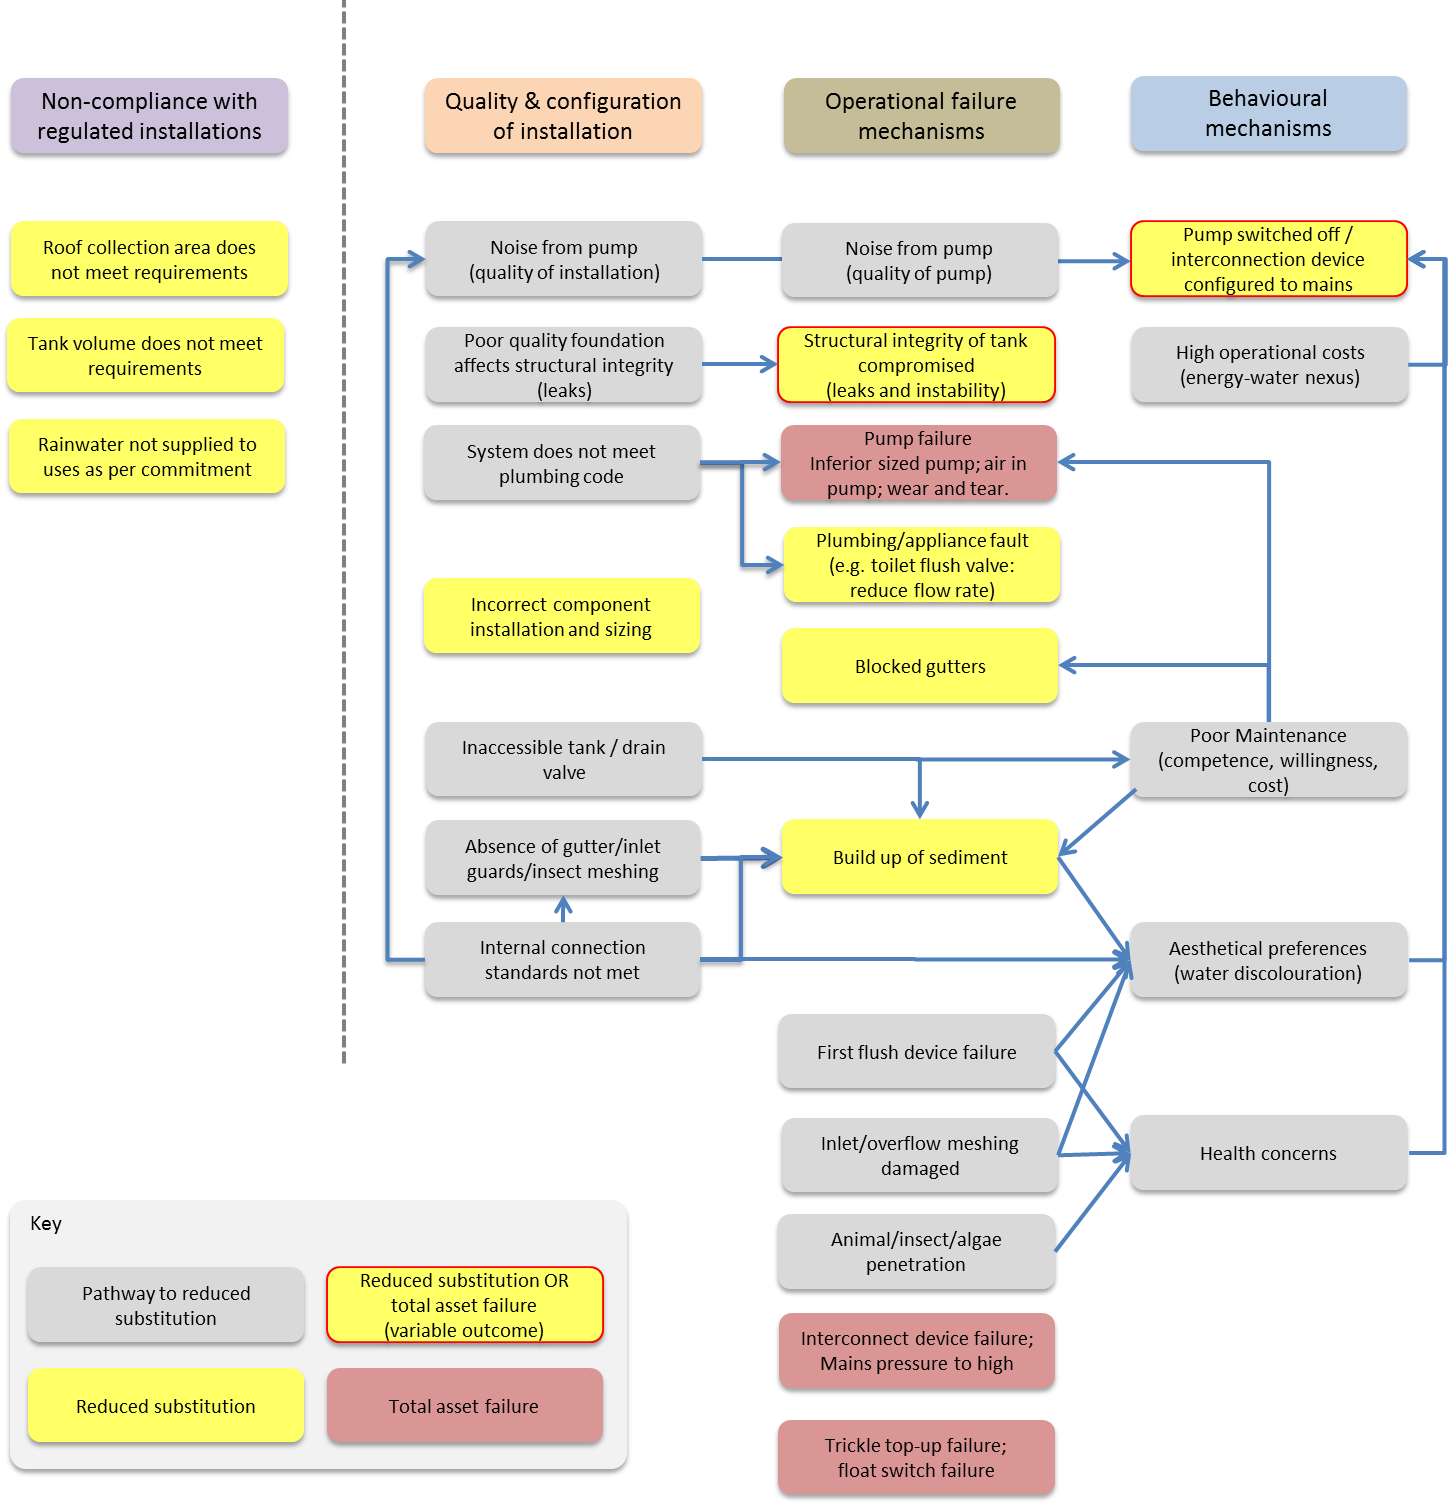 Non-compliance with
regulated installations
Quality & configuration
of installation
Operational failure
mechanisms
Behavioural
mechanisms
Roof collection area does
not meet requirements
Tank volume does not meet
requirements
Rainwater not supplied to
uses as per commitment
Noise from pump
(quality of installation)
Poor quality foundation
affects structural integrity
(leaks)
System does not meet
plumbing code
Incorrect component
installation and sizing
Inaccessible tank / drain
valve
Absence of gutter/inlet
guards/insect meshing
Internal connection
standards not met
Noise from pump
(quality of pump)
Structural integrity of tank
compromised
(leaks and instability)
Pump failure
Inferior sized pump; air in
pump; wear and tear.
Plumbing/appliance fault
(e.g. toilet flush valve:
reduce flow rate)
Blocked gutters
Build up of sediment
First flush device failure
Inlet/overflow meshing
damaged
Animal/insect/algae
penetration
Interconnect device failure;
Mains pressure to high
Trickle top-up failure;
float switch failure
Pump switched off /
interconnection device
configured to mains
High operational costs
(energy-water nexus)
Poor Maintenance
(competence, willingness,
cost)
Aesthetical preferences
(water discolouration)
Health concerns
Key
Pathway to reduced
substitution
Reduced substitution OR
total asset failure
(variable outcome)
Reduced substitution
Total asset failure